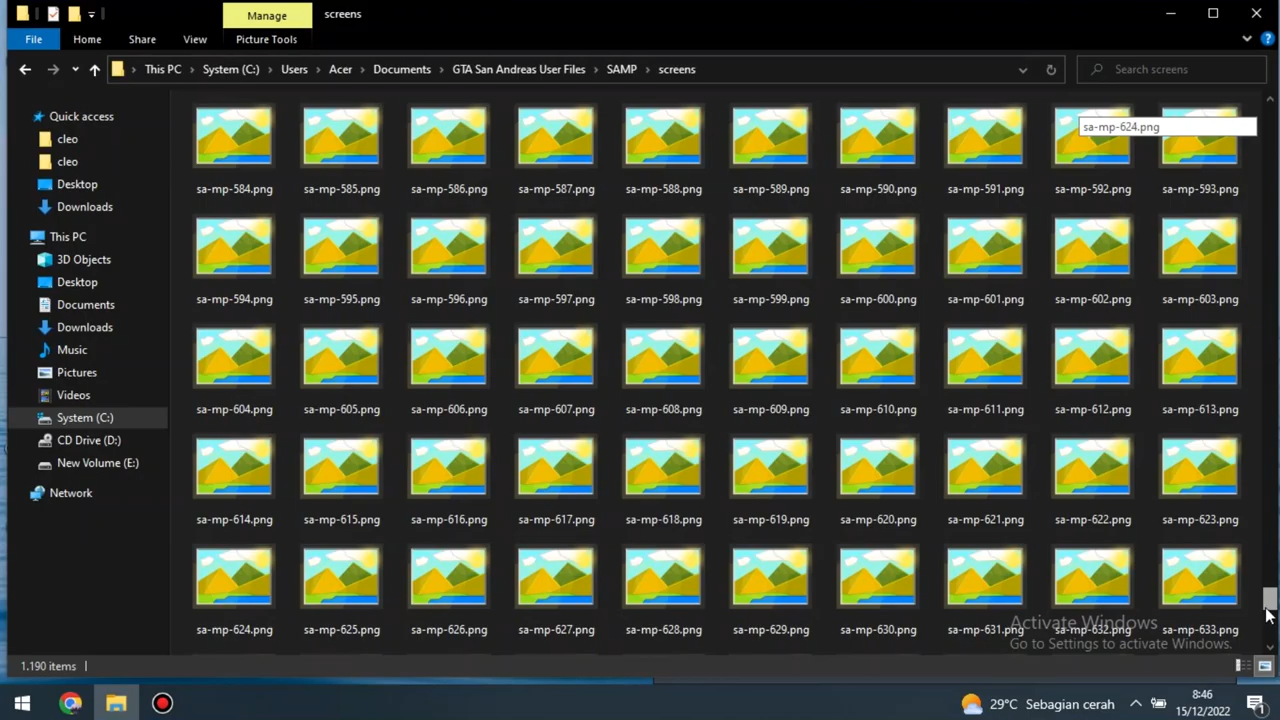 Manage
screens
File
Home
Share
View
Picture Tools
This PC
System (C:)
Users
Acer
Documents
GTA San Andreas User Files
SAMP
screens
Search screens
Quick access
cleo
cleo
Desktop
Downloads
This PC
3D Objects
Desktop
Documents
Downloads
Music
Pictures
Videos
System (C:)
CD Drive (D:)
New Volume (E:)
Network
sa-mp-624.png
sa-mp-584.png
sa-mp-585.png
sa-mp-586.png
sa-mp-587.png
sa-mp-588.png
sa-mp-589.png
sa-mp-590.png
sa-mp-591.png
sa-mp-592.png
sa-mp-593.png
sa-mp-594.png
sa-mp-595.png
sa-mp-596.png
sa-mp-597.png
sa-mp-598.png
sa-mp-599.png
sa-mp-600.png
sa-mp-601.png
sa-mp-602.png
sa-mp-603.png
sa-mp-604.png
sa-mp-605.png
sa-mp-606.png
sa-mp-607.png
sa-mp-608.png
sa-mp-609.png
sa-mp-610.png
sa-mp-611.png
sa-mp-612.png
sa-mp-613.png
sa-mp-614.png
sa-mp-615.png
sa-mp-616.png
sa-mp-617.png
sa-mp-618.png
sa-mp-619.png
sa-mp-620.png
sa-mp-621.png
sa-mp-622.png
sa-mp-623.png
sa-mp-624.png
sa-mp-625.png
sa-mp-626.png
sa-mp-627.png
sa-mp-628.png
sa-mp-629.png
sa-mp-630.png
sa-mp-631.png
sa-mp-632.png
sa-mp-633.png
Activate Windows
Go to Settings to activate Windows.
1.190 items
29°C Sebagian cerah
8:46
15/12/2022
1